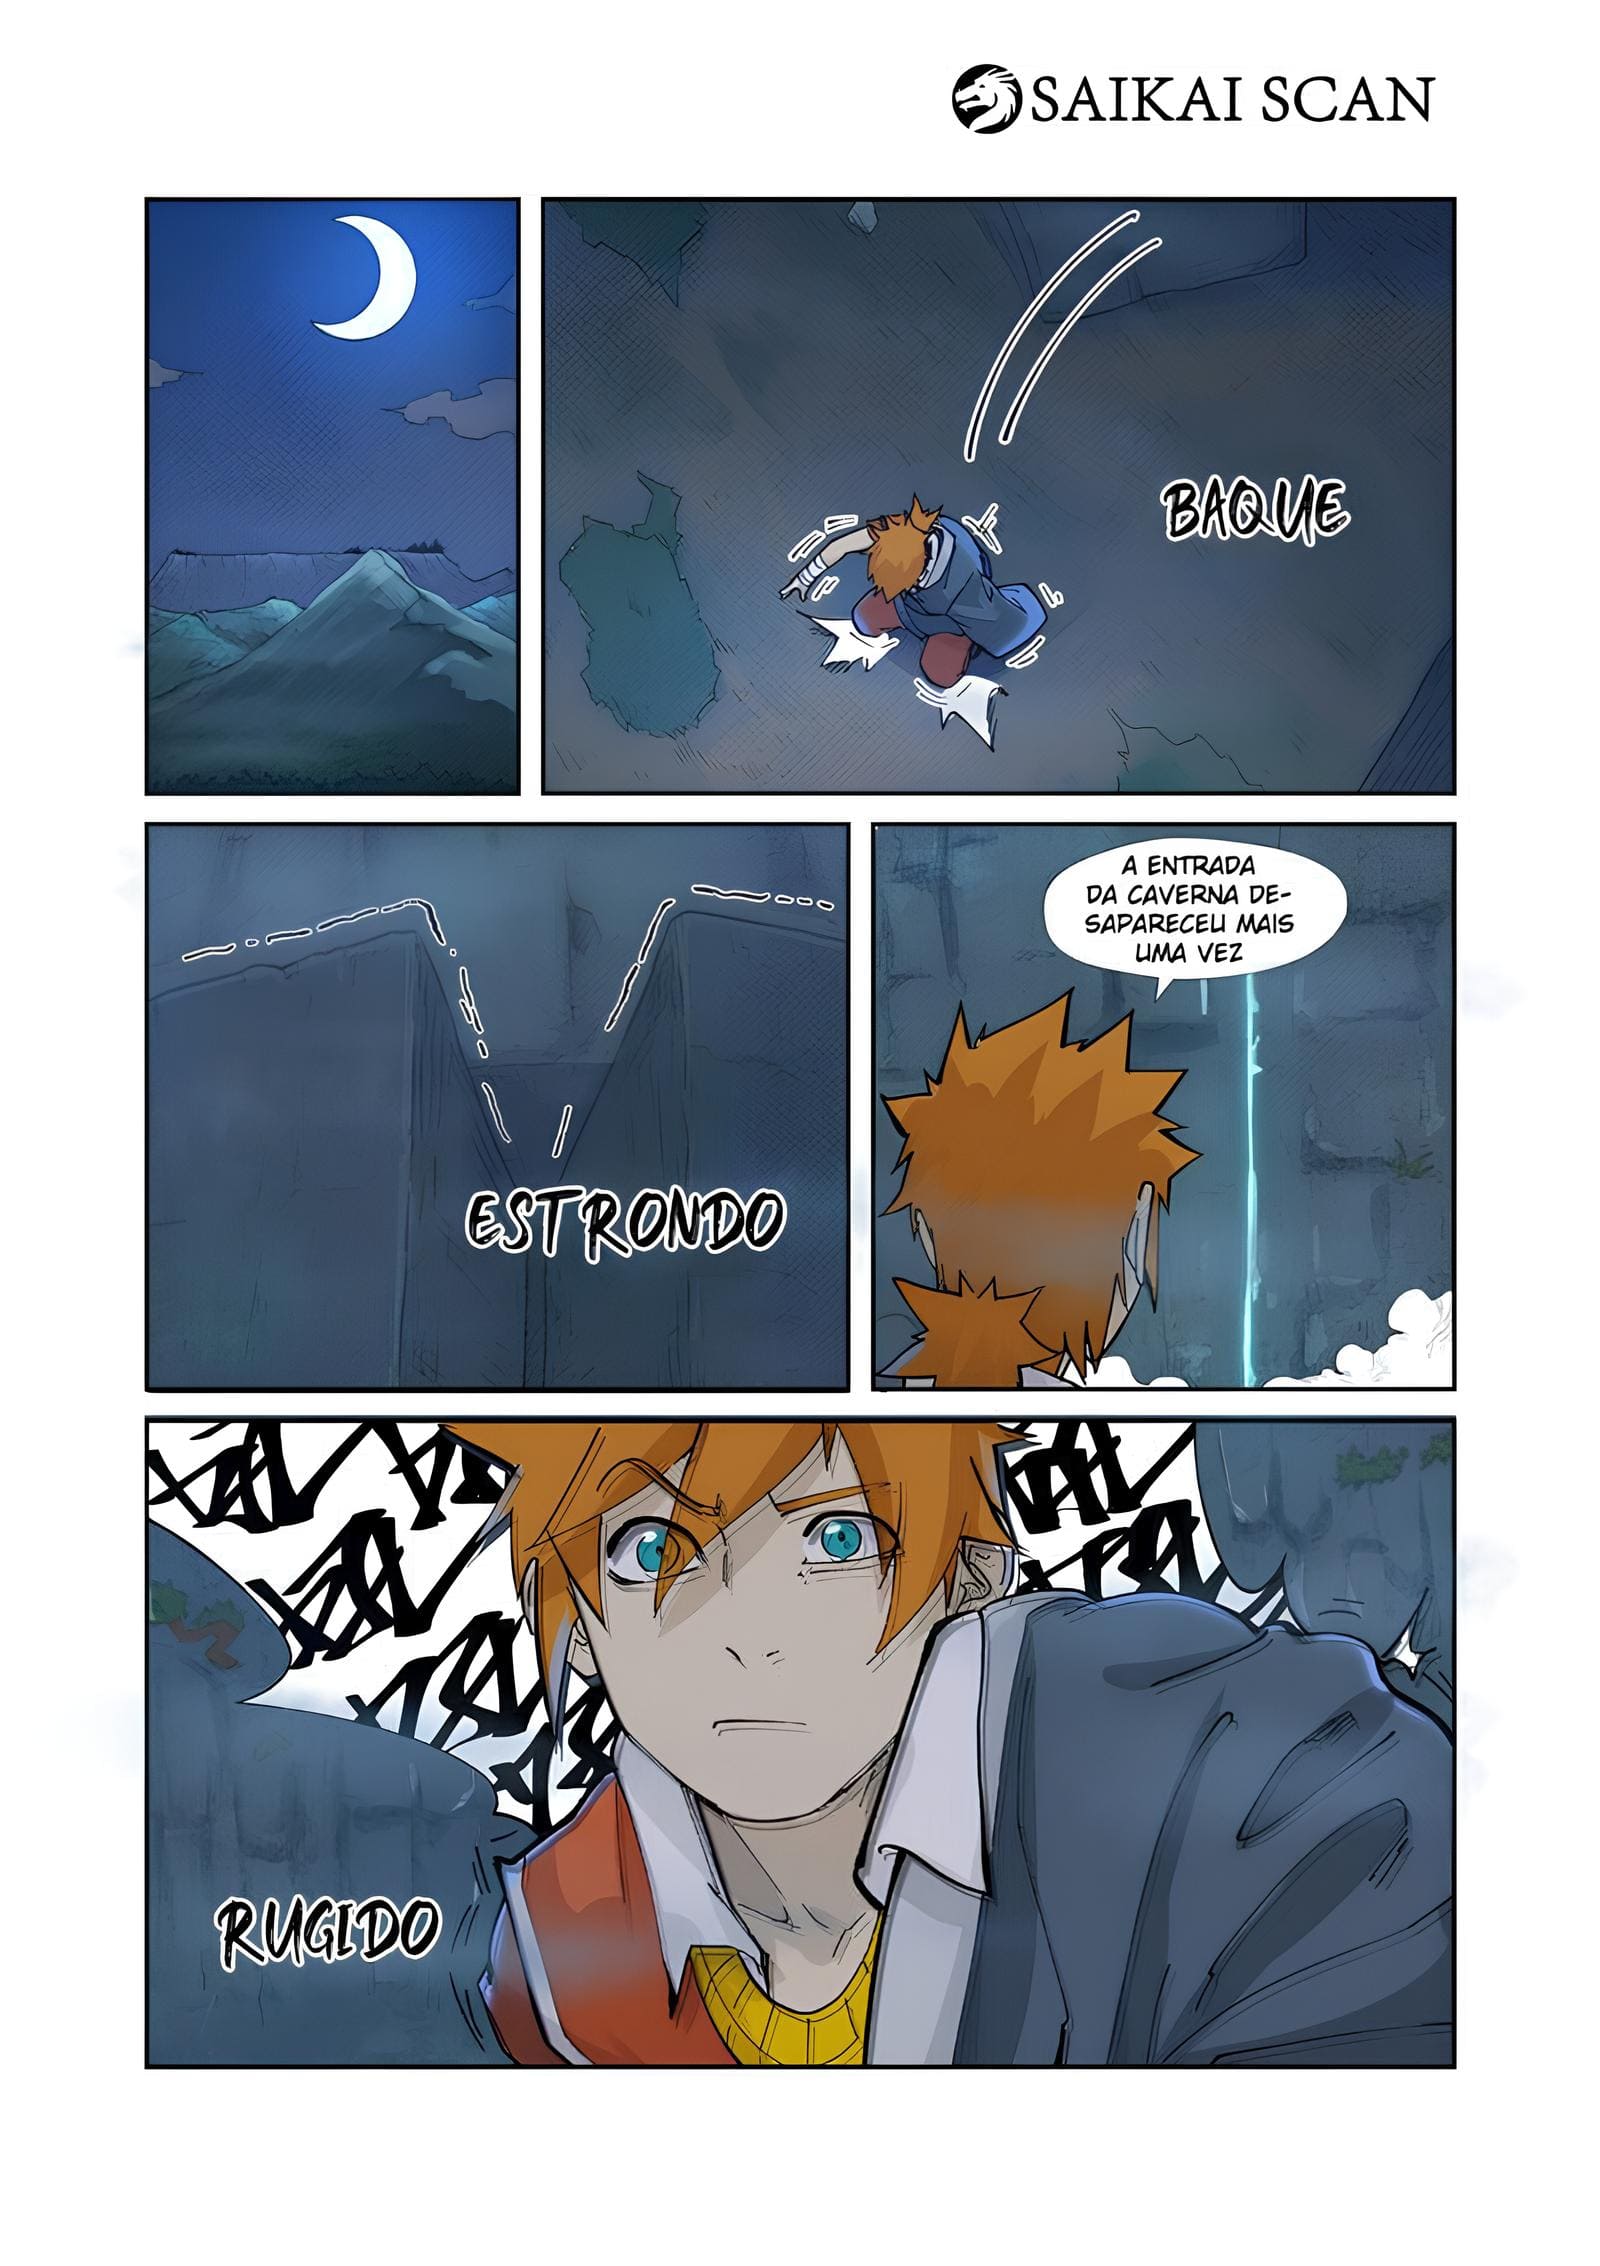 SAIKAI SCAN
BAQUE
ESTRONDO
A ENTRADA
DA CAVERNA DE-
SAPARECEU MAIS
UMA VEZ
RUGIDO